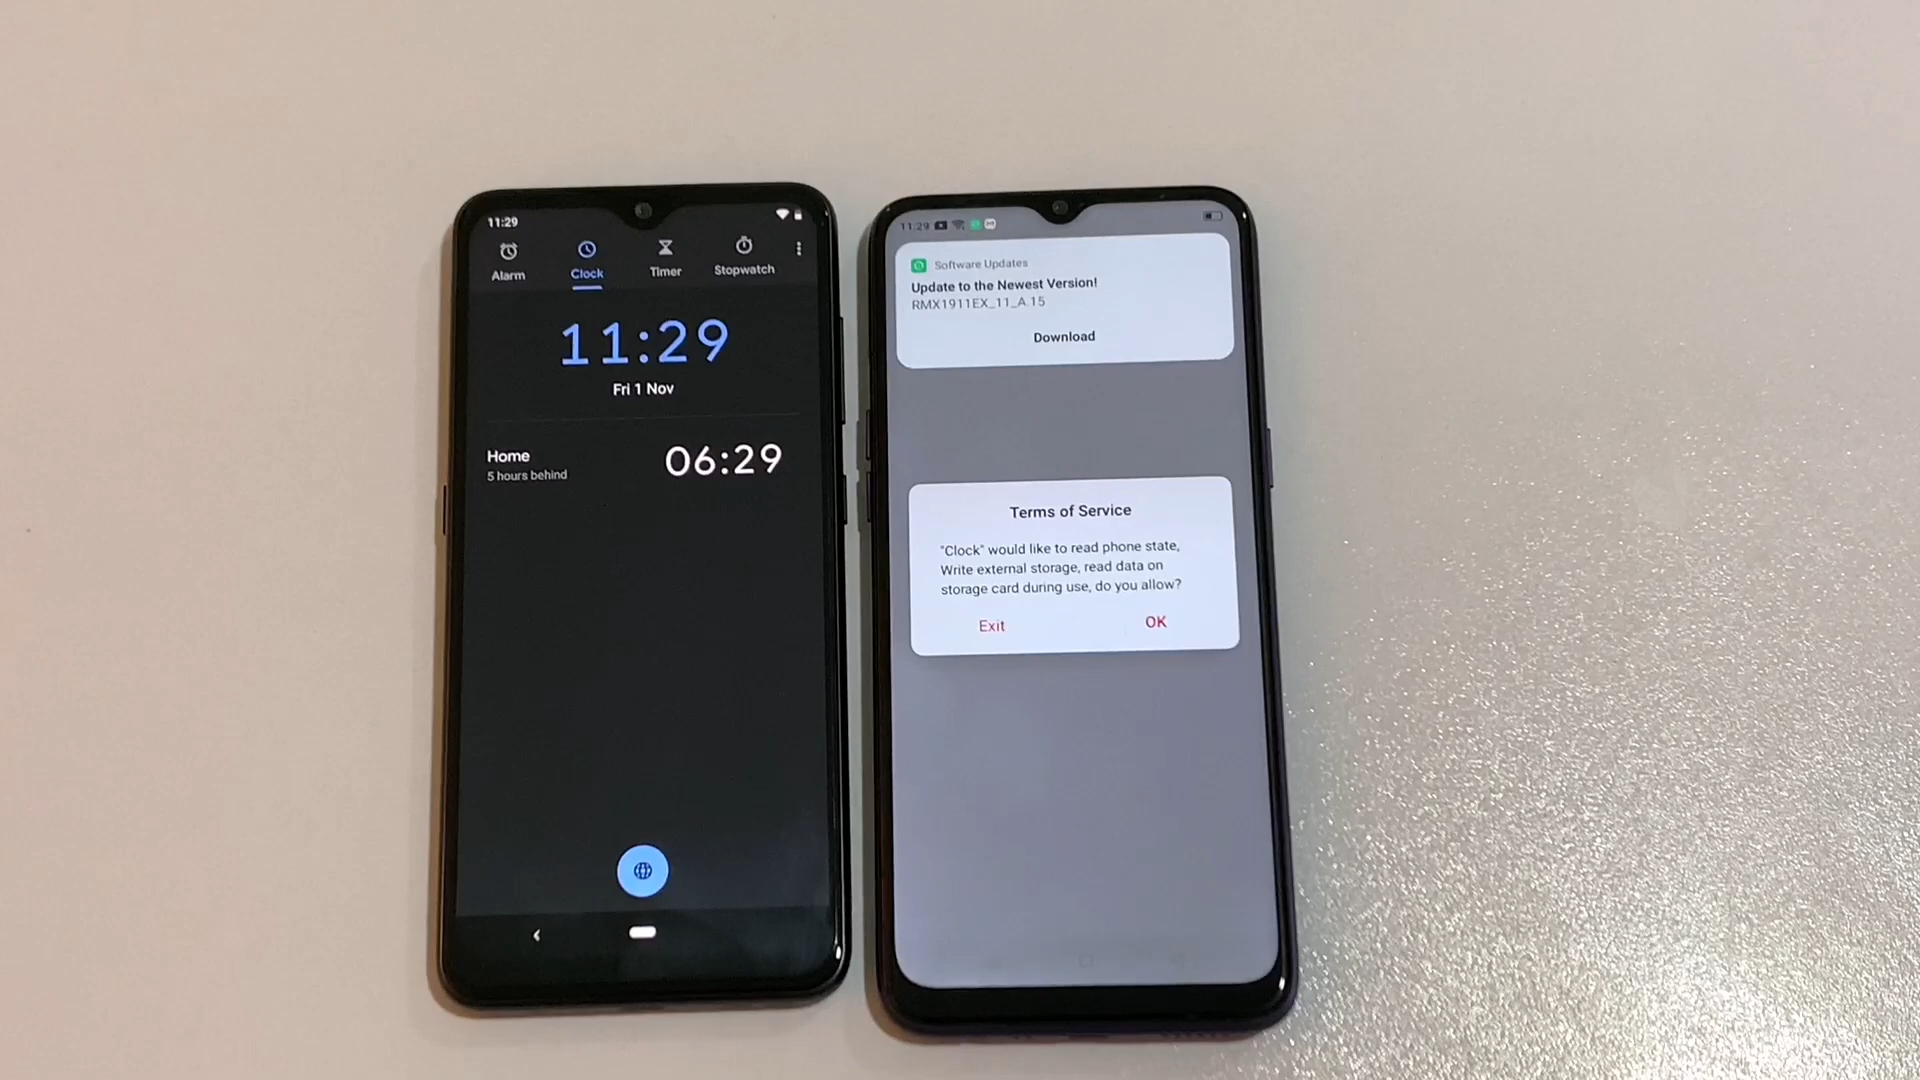 11:29
Alarm
Clock
Timer
Stopwatch
11:29
Fri 1 Nov
Home
5 hours behind
06:29
11:29
Software Updates
Update to the Newest Version!
RMX1911EX_11_A.15
Download
Terms of Service
"Clock" would like to read phone state,
Write external storage, read data on
storage card during use, do you allow?
Exit
OK